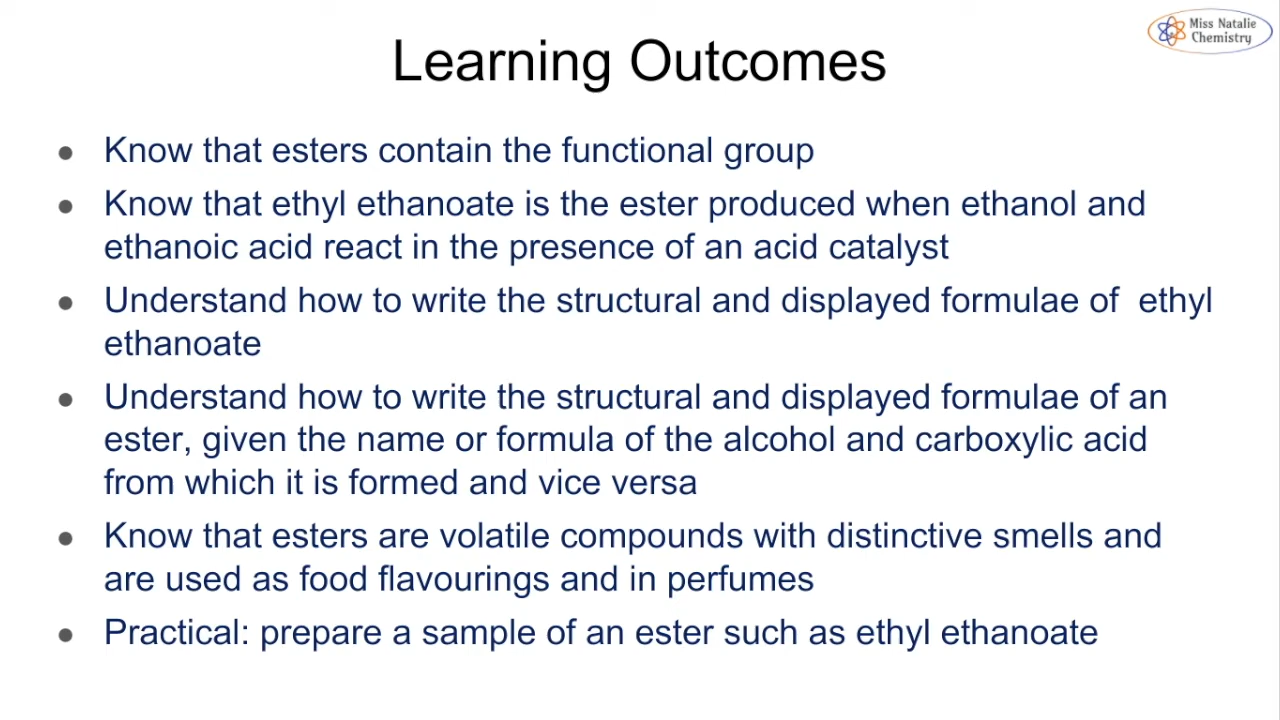 Miss Natalie
Chemistry
Learning Outcomes
● Know that esters contain the functional group
● Know that ethyl ethanoate is the ester produced when ethanol and
ethanoic acid react in the presence of an acid catalyst
● Understand how to write the structural and displayed formulae of  ethyl
ethanoate
● Understand how to write the structural and displayed formulae of an
ester, given the name or formula of the alcohol and carboxylic acid
from which it is formed and vice versa
● Know that esters are volatile compounds with distinctive smells and
are used as food flavourings and in perfumes
● Practical: prepare a sample of an ester such as ethyl ethanoate